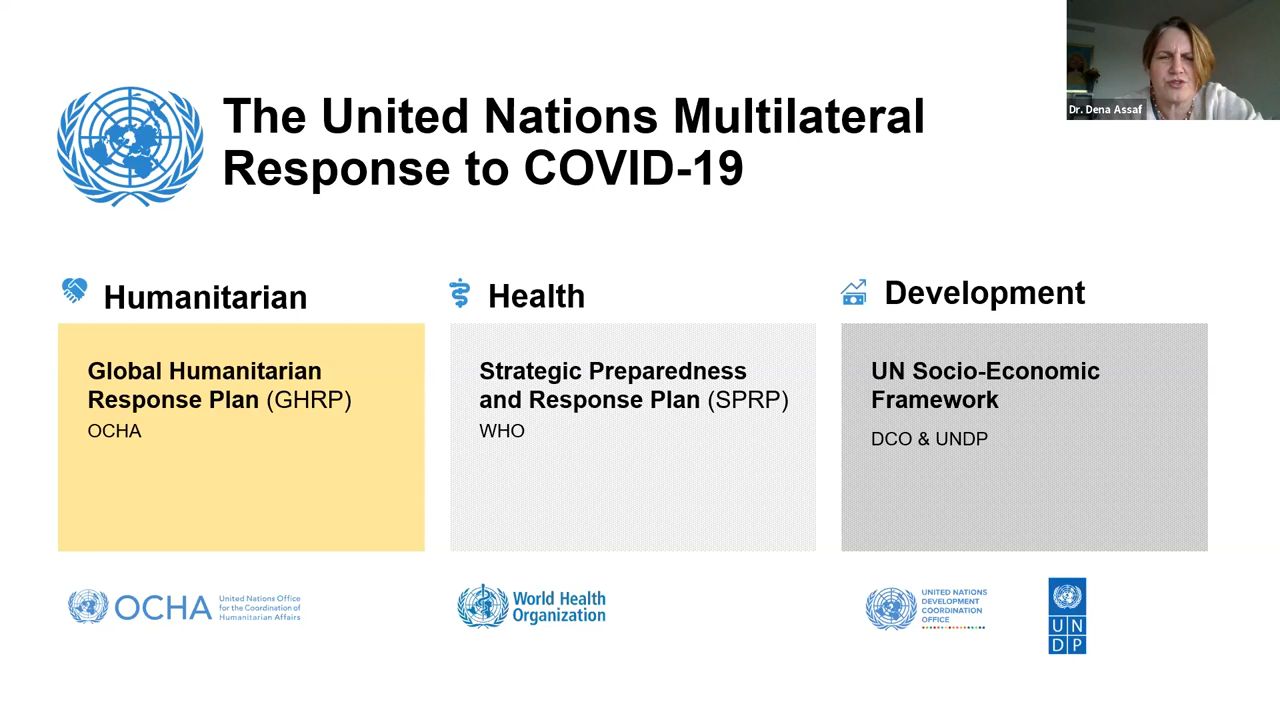 Dr. Dena Assaf
The United Nations Multilateral
Response to COVID-19
Humanitarian
Health
Development
Global Humanitarian
Response Plan (GHRP)
OCHA
Strategic Preparedness
and Response Plan (SPRP)
WHO
UN Socio-Economic
Framework
DCO & UNDP
OCHA
United Nations Office
for the Coordination of
Humanitarian Affairs
World Health
Organization
UNITED NATIONS
DEVELOPMENT
COORDINATION
OFFICE
U N
D P